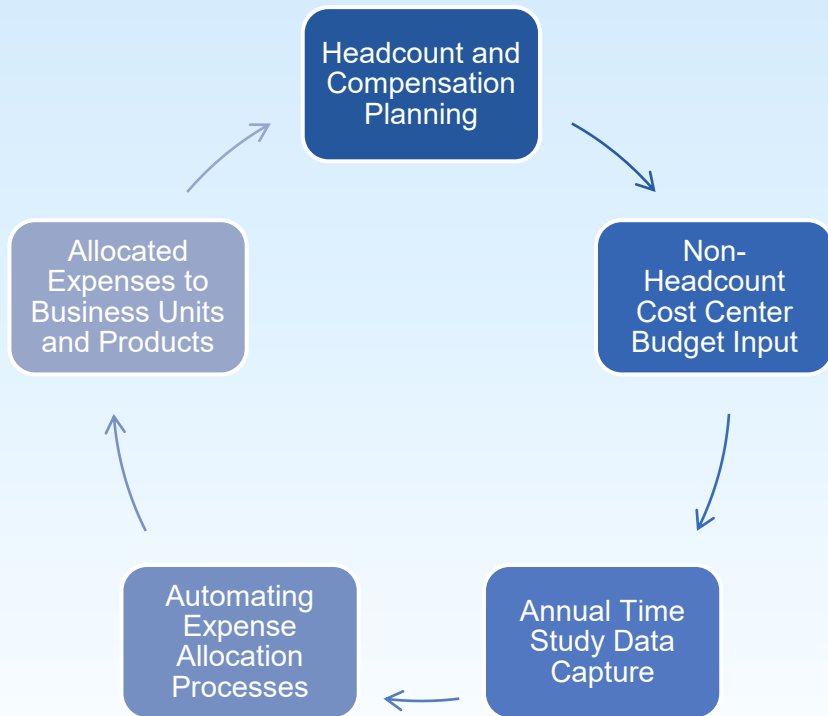 Headcount and
Compensation
Planning
Non-
Headcount
Cost Center
Budget Input
Annual Time
Study Data
Capture
Automating
Expense
Allocation
Processes
Allocated
Expenses to
Business Units
and Products